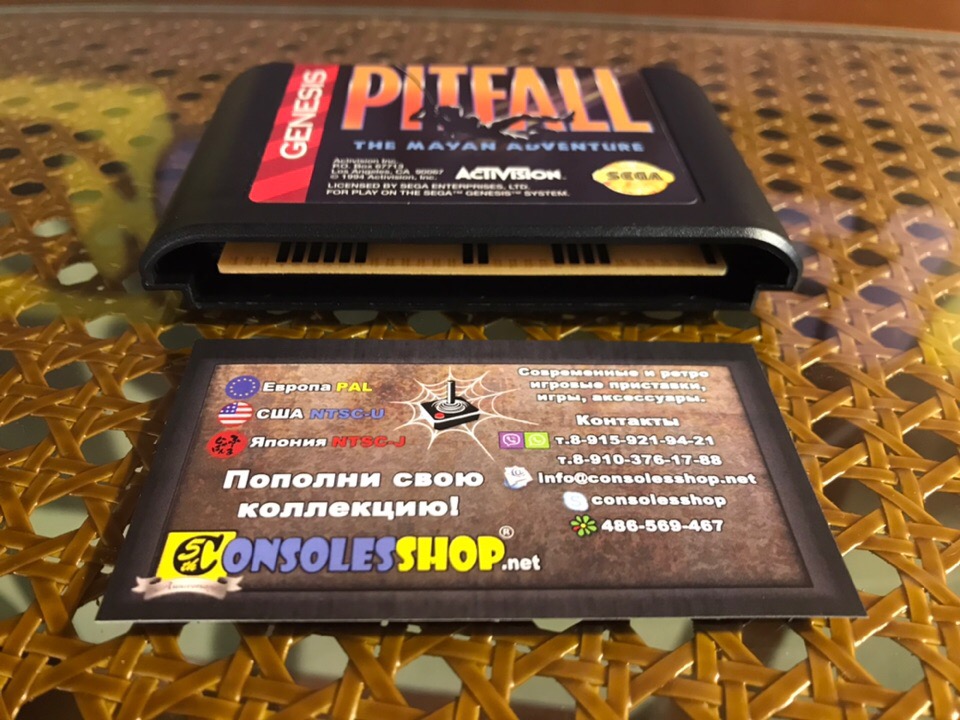 GENESIS
PITFALL
THE MAYAN ADVENTURE
Activision Inc.
P.O. Box 67713
Los Angeles, CA 90067
© 1994 Activision, Inc.
ACTIVISION
SEGA
LICENSED BY SEGA ENTERPRISES, LTD.
FOR PLAY ON THE SEGA™ GENESIS™ SYSTEM.
Европа PAL
США NTSC-U
Япония NTSC-J
Пополни свою
коллекцию!
5th
CONSOLESSHOP®.net
Anniversary
Современные и ретро
игровые приставки,
игры, аксессуары.
Контакты
т.8-915-921-94-21
т.8-910-376-17-88
info@consolesshop.net
consolesshop
486-569-467